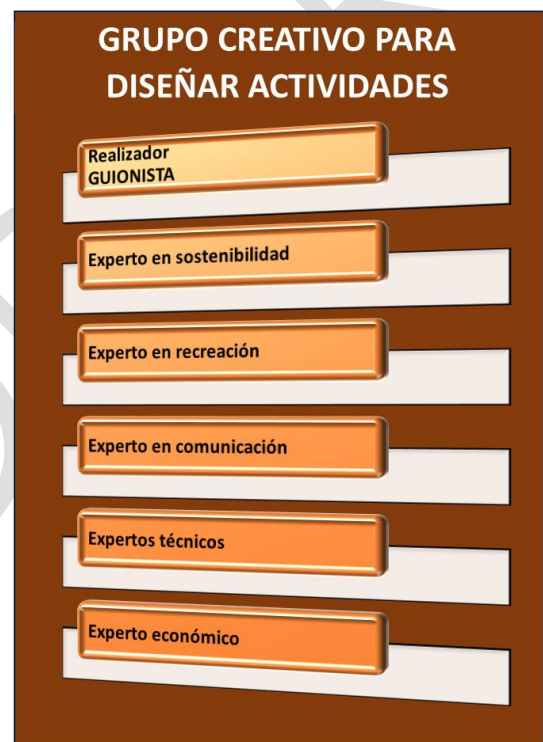 GRUPO CREATIVO PARA
DISEÑAR ACTIVIDADES
Realizador
GUIONISTA
Experto en sostenibilidad
Experto en recreación
Experto en comunicación
Expertos técnicos
Experto económico